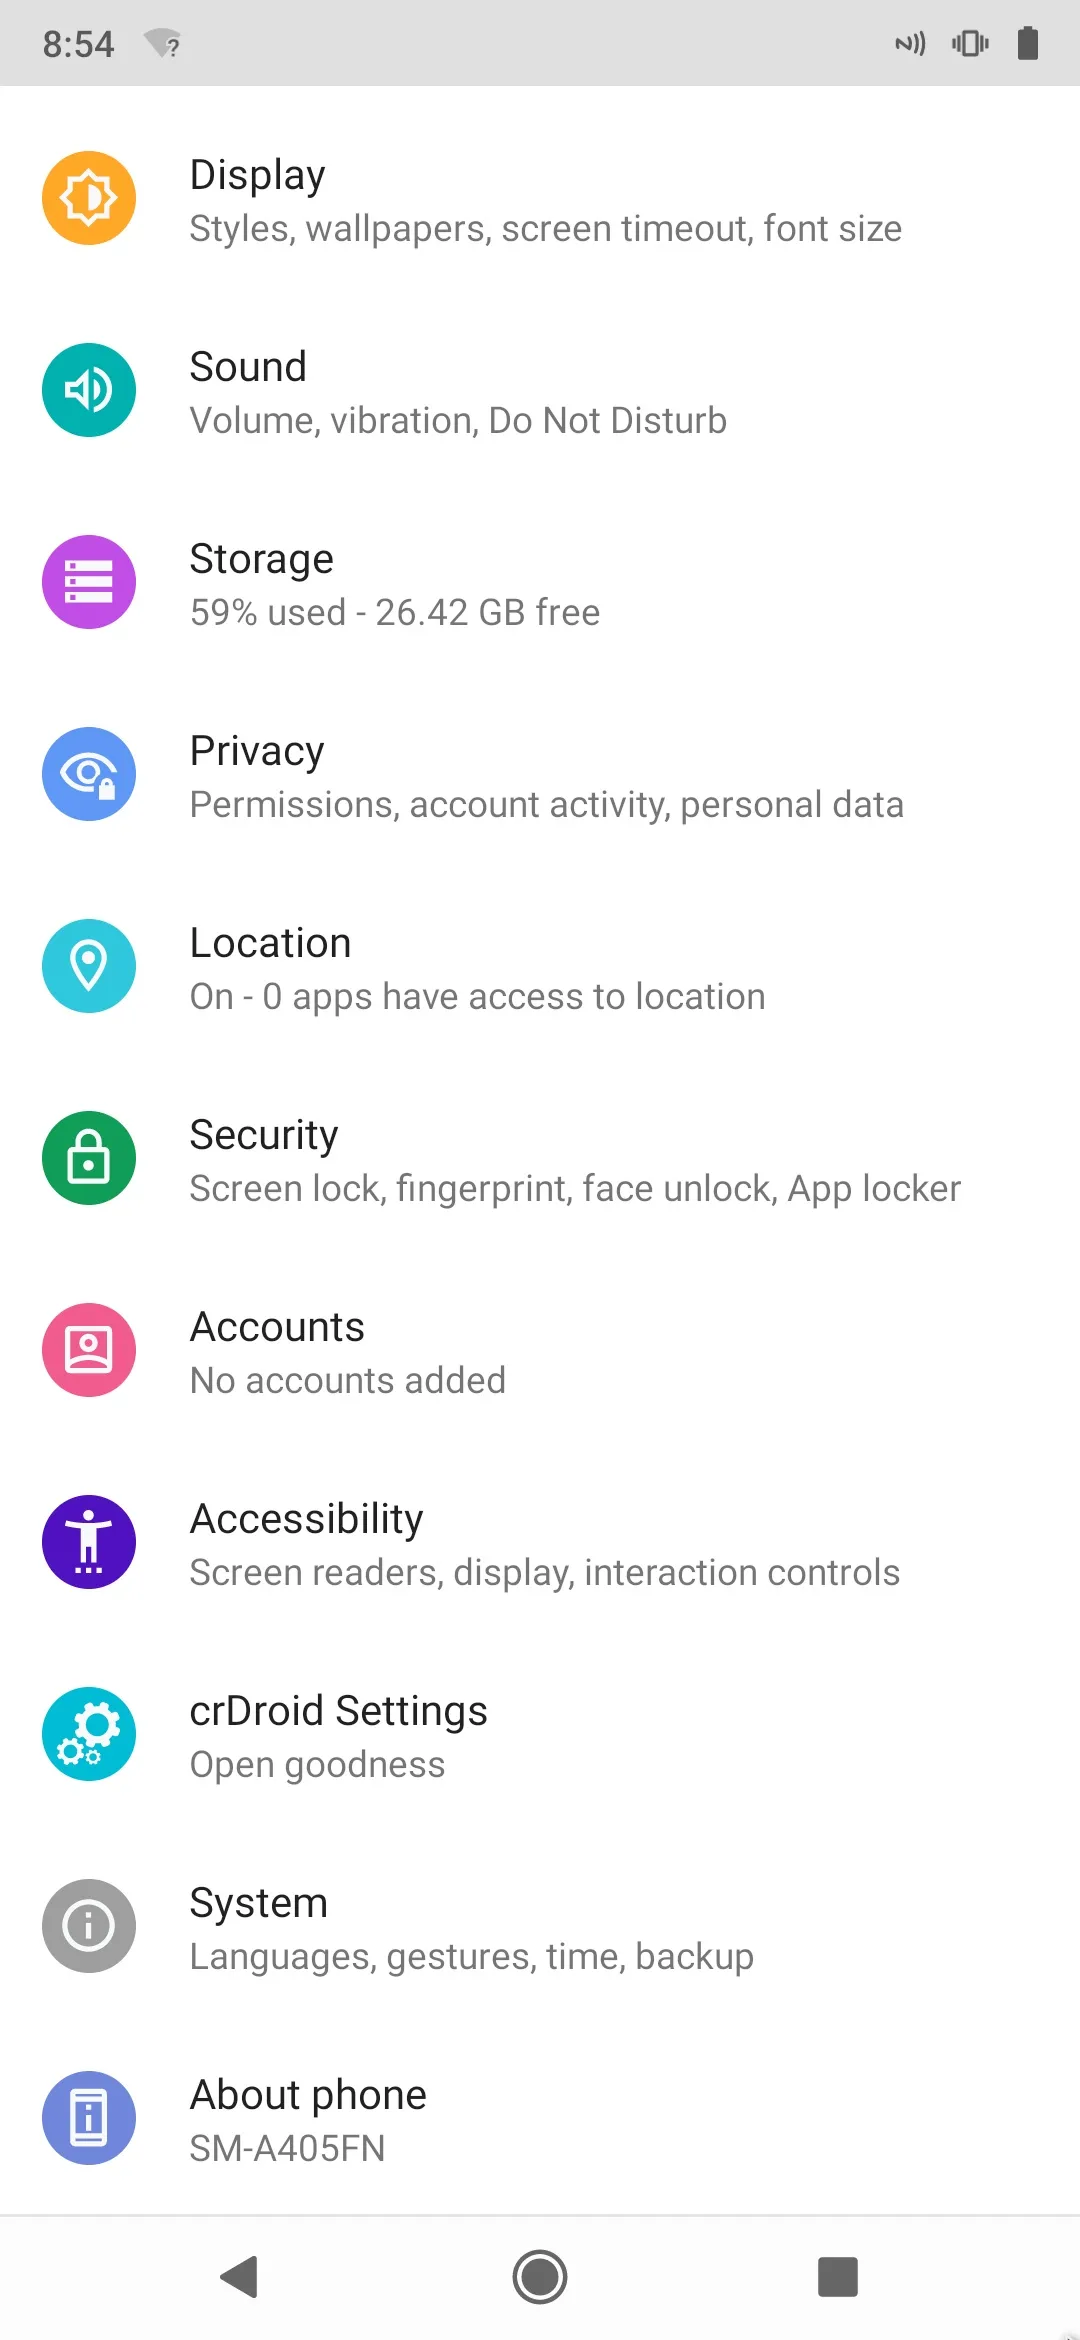 8:54
Display
Styles, wallpapers, screen timeout, font size
Sound
Volume, vibration, Do Not Disturb
Storage
59% used - 26.42 GB free
Privacy
Permissions, account activity, personal data
Location
On - 0 apps have access to location
Security
Screen lock, fingerprint, face unlock, App locker
Accounts
No accounts added
Accessibility
Screen readers, display, interaction controls
crDroid Settings
Open goodness
System
Languages, gestures, time, backup
About phone
SM-A405FN